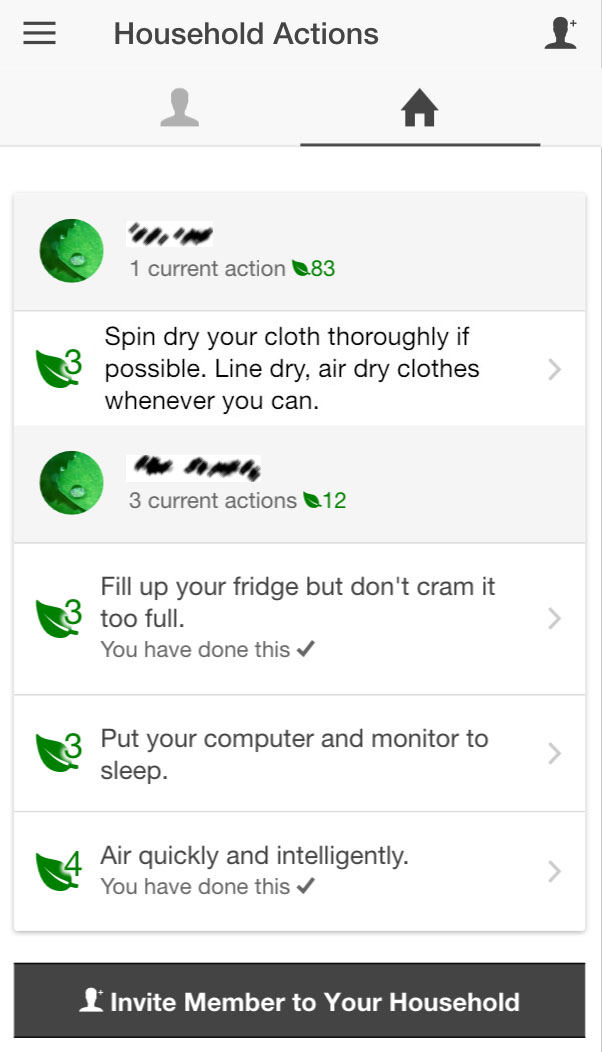 Household Actions
1 current action 83
3
Spin dry your cloth thoroughly if
possible. Line dry, air dry clothes
whenever you can.
3 current actions 12
3
Fill up your fridge but don't cram it
too full.
You have done this ✓
3
Put your computer and monitor to
sleep.
4
Air quickly and intelligently.
You have done this ✓
Invite Member to Your Household